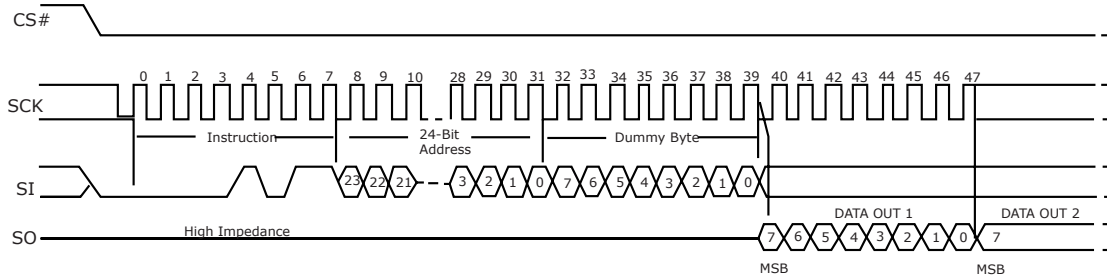 CS#
0 1 2 3 4 5 6 7 8 9 10 28 29 30 31 32 33 34 35 36 37 38 39 40 41 42 43 44 45 46 47
SCK
Instruction 24-Bit Address Dummy Byte
SI 23 22 21 3 2 1 0 7 6 5 4 3 2 1 0
DATA OUT 1 DATA OUT 2
SO High Impedance 7 6 5 4 3 2 1 0 7
MSB MSB